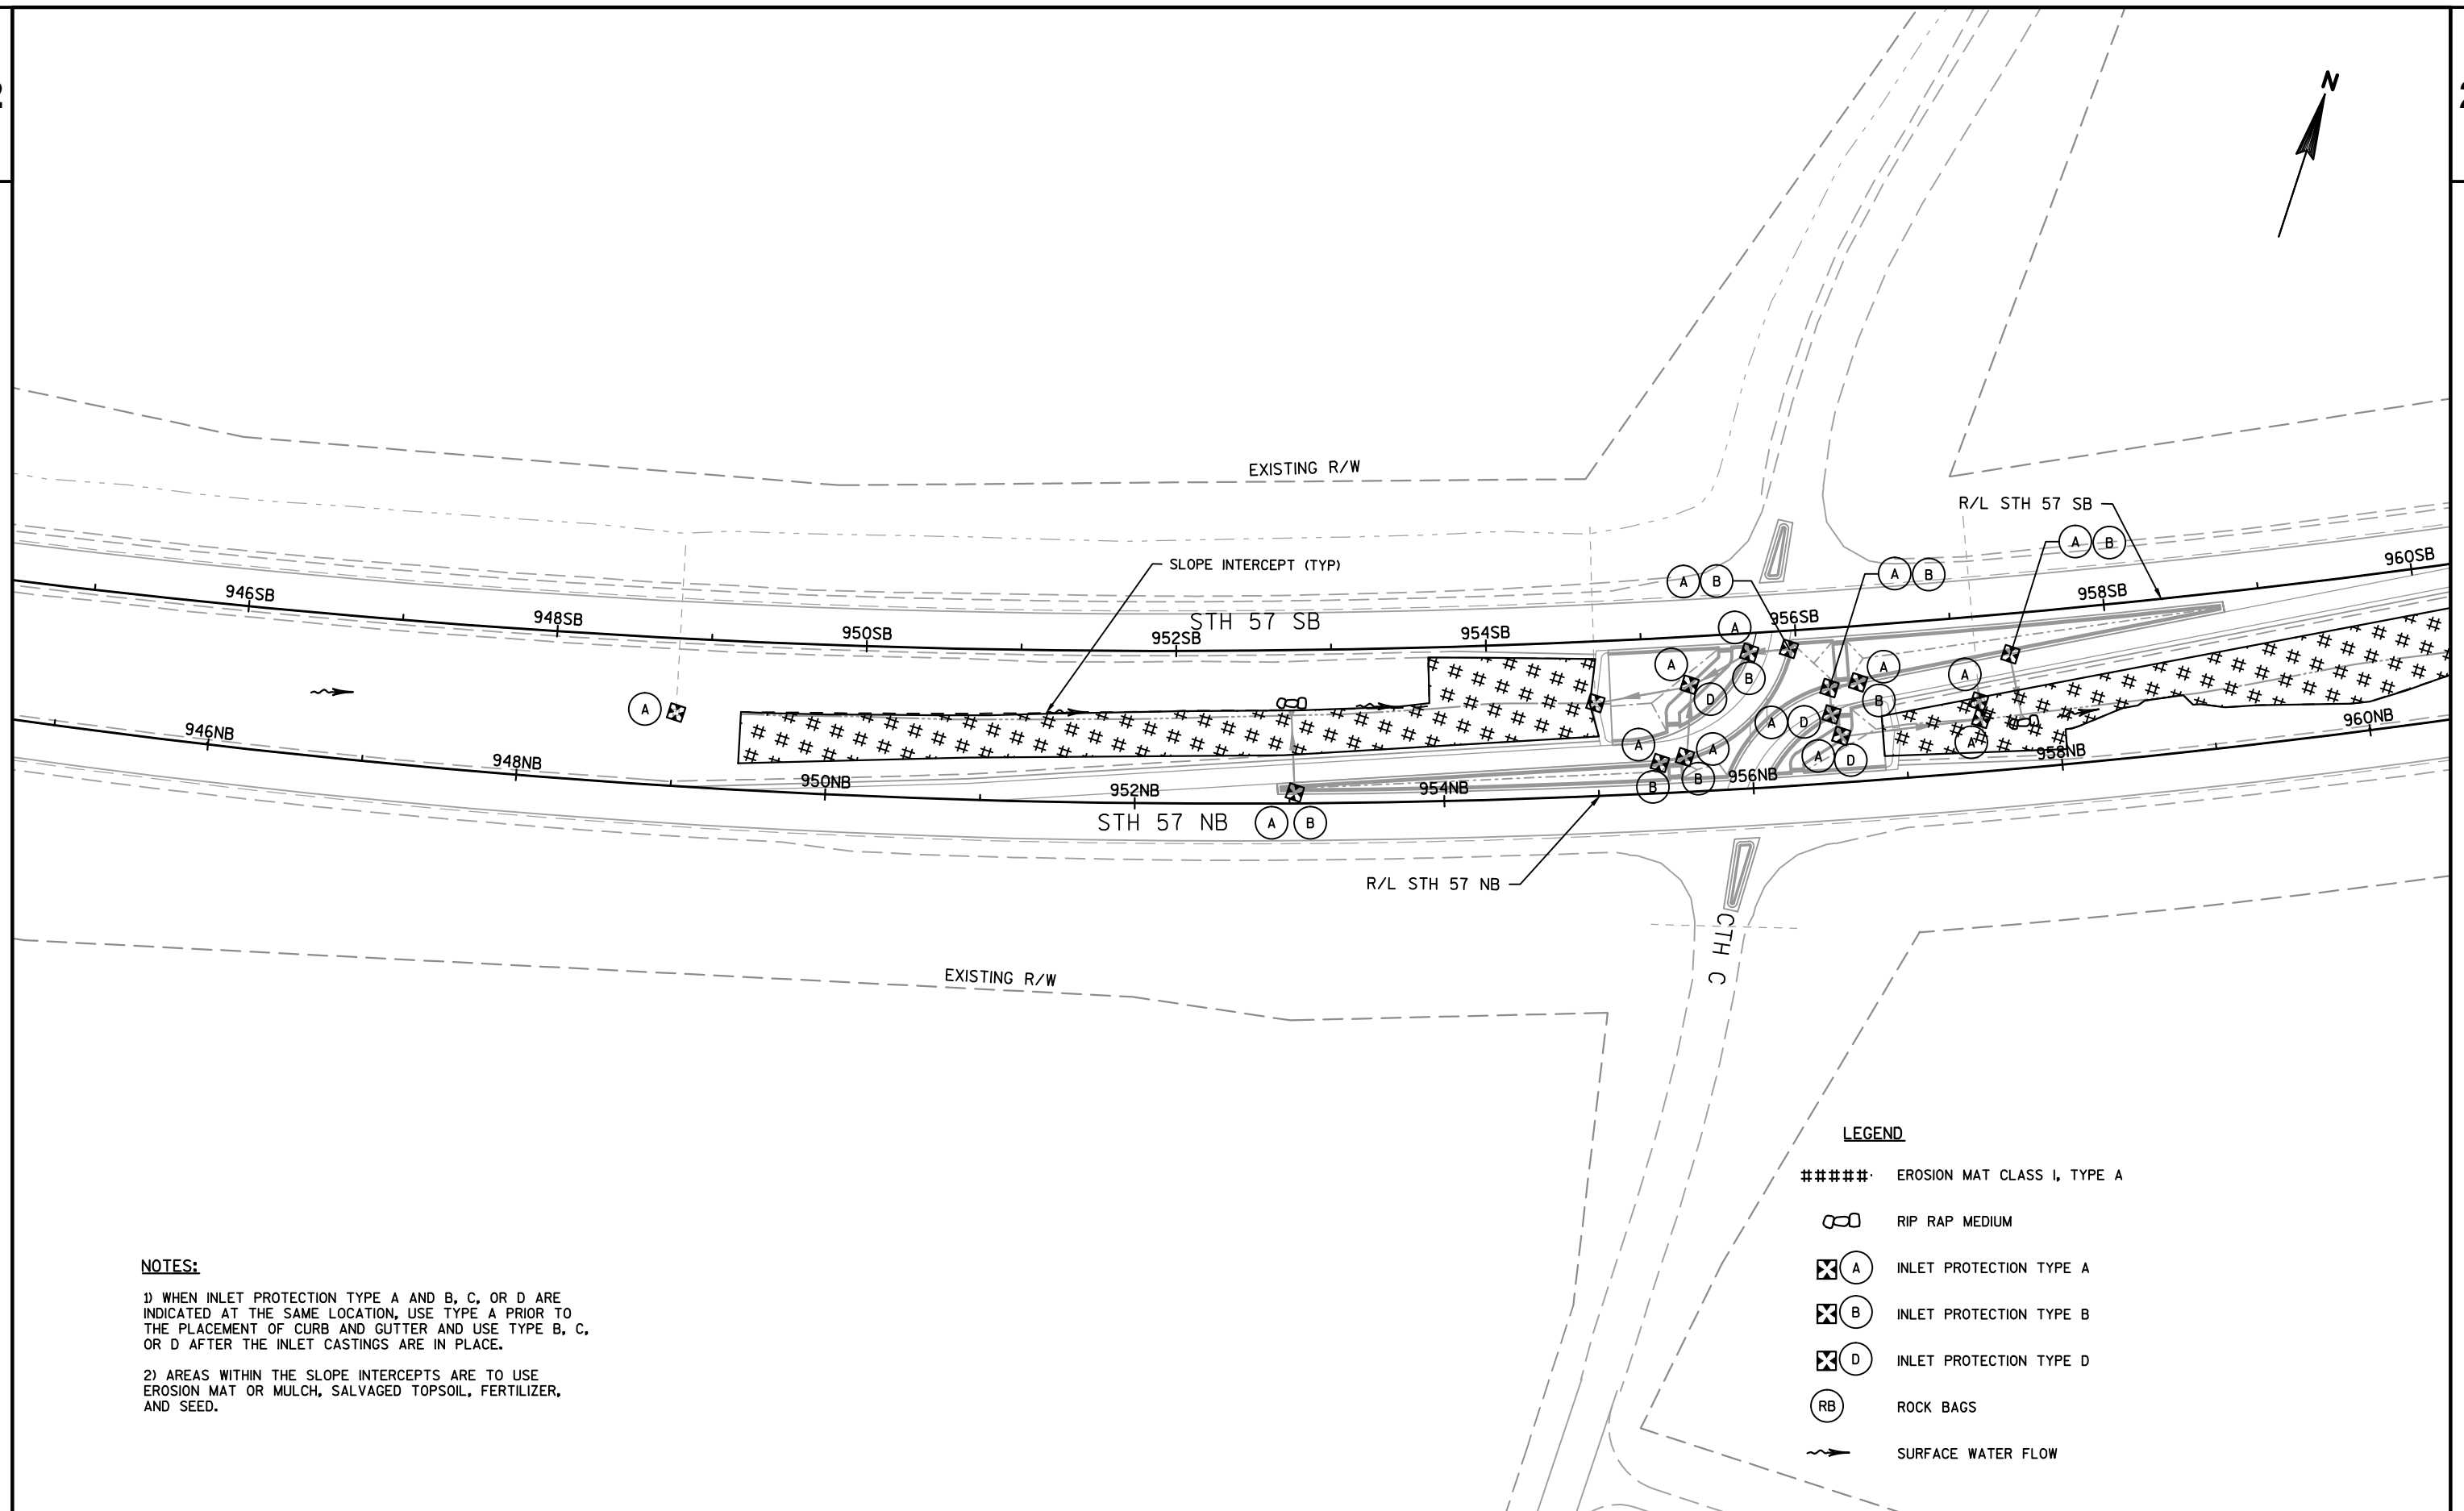 N
EXISTING R/W
R/L STH 57 SB
A B
SLOPE INTERCEPT (TYP)
A B
A B
960SB
946SB
958SB
948SB
STH 57 SB
956SB
950SB
952SB
954SB
A
A
A
A
B
D
B
A
946NB
A D
960NB
948NB
A
A
A
958NB
A D
950NB
952NB
954NB
956NB
B
B
STH 57 NB
A B
R/L STH 57 NB
CTH C
EXISTING R/W
LEGEND
EROSION MAT CLASS I, TYPE A
RIP RAP MEDIUM
A INLET PROTECTION TYPE A
B INLET PROTECTION TYPE B
D INLET PROTECTION TYPE D
RB ROCK BAGS
SURFACE WATER FLOW
NOTES:
1) WHEN INLET PROTECTION TYPE A AND B, C, OR D ARE
INDICATED AT THE SAME LOCATION, USE TYPE A PRIOR TO
THE PLACEMENT OF CURB AND GUTTER AND USE TYPE B, C,
OR D AFTER THE INLET CASTINGS ARE IN PLACE.
2) AREAS WITHIN THE SLOPE INTERCEPTS ARE TO USE
EROSION MAT OR MULCH, SALVAGED TOPSOIL, FERTILIZER,
AND SEED.